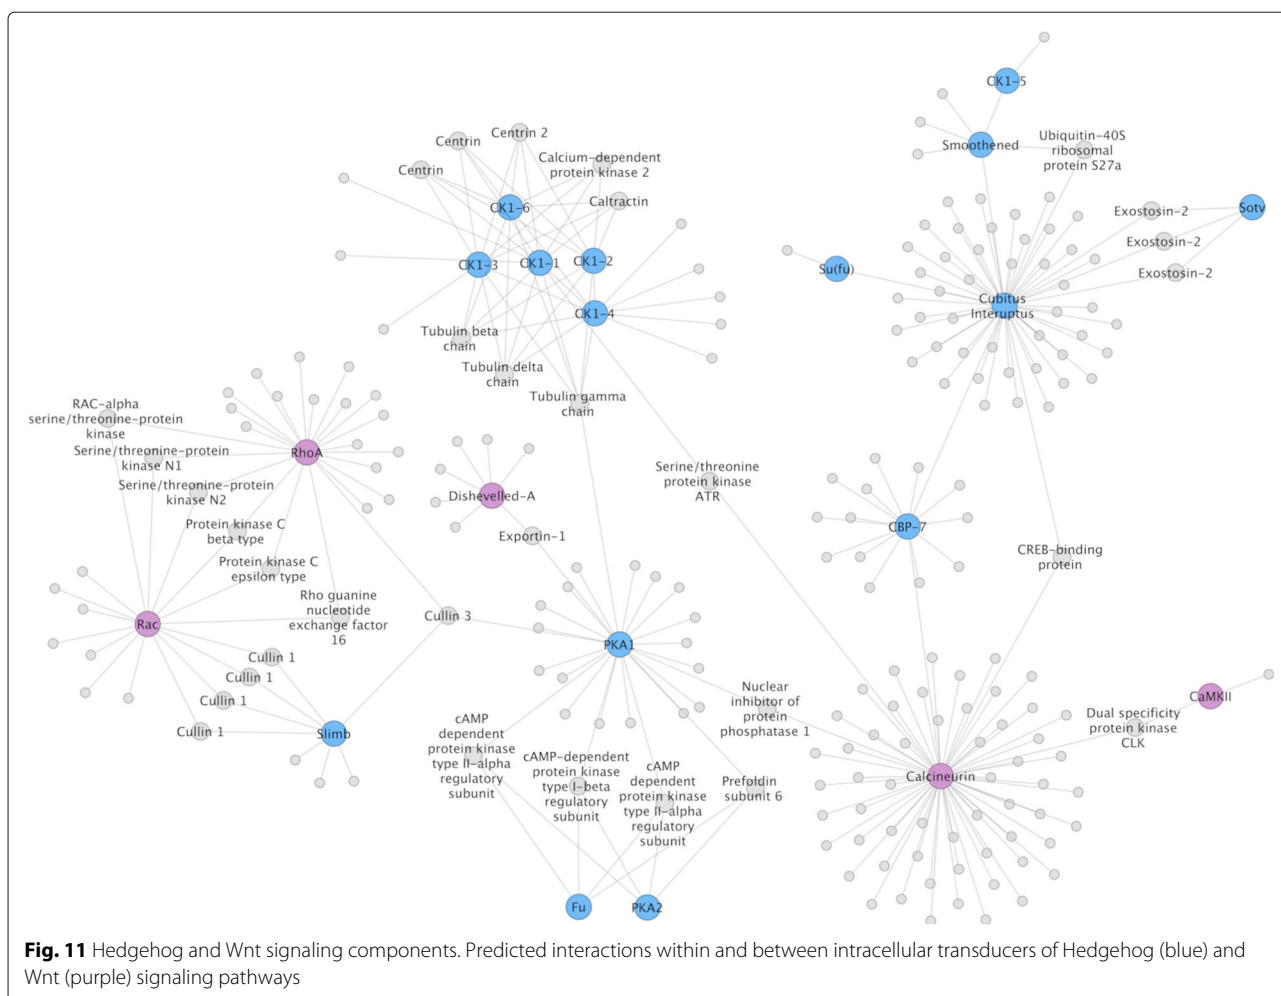 CK1-5
Smoothened
Ubiquitin-40S
ribosomal
protein S27a
Centrin 2
Centrin
Centrin
Calcium-dependent
protein kinase 2
Caltractin
CK1-6
CK1-3
CK1-1
CK1-2
CK1-4
Exostosin-2
Sotv
Exostosin-2
Exostosin-2
Su(fu)
Cubitus
Interuptus
Tubulin beta
chain
Tubulin delta
chain
Tubulin gamma
chain
RAC-alpha
serine/threonine-protein
kinase
Serine/threonine-protein
kinase N1
Serine/threonine-protein
kinase N2
RhoA
Protein kinase C
beta type
Protein kinase C
epsilon type
Rho guanine
nucleotide
exchange factor
16
Rac
Dishevelled-A
Exportin-1
Serine/threonine
protein kinase
ATR
CBP-7
CREB-binding
protein
Cullin 3
PKA1
Cullin 1
Cullin 1
Cullin 1
Cullin 1
Slimb
Nuclear
inhibitor of
protein
phosphatase 1
CaMKII
Dual specificity
protein kinase
CLK
Calcineurin
cAMP
dependent
protein kinase
type II-alpha
regulatory
subunit
cAMP-dependent
protein kinase
type I-beta
regulatory
subunit
cAMP
dependent
protein kinase
type II-alpha
regulatory
subunit
Prefoldin
subunit 6
Fu
PKA2
Fig. 11 Hedgehog and Wnt signaling components. Predicted interactions within and between intracellular transducers of Hedgehog (blue) and
Wnt (purple) signaling pathways